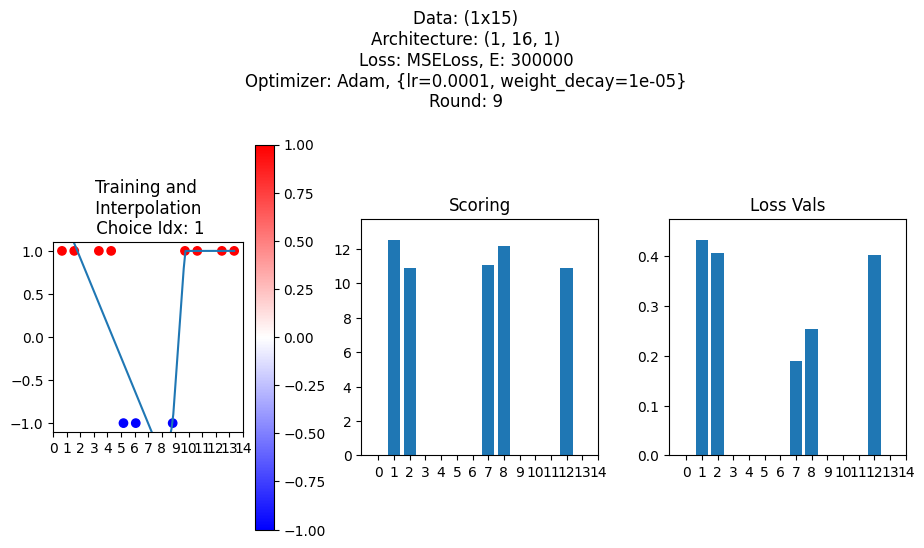 Data: (1x15)
Architecture: (1, 16, 1)
Loss: MSELoss, E: 300000
Optimizer: Adam, {lr=0.0001, weight_decay=1e-05}
Round: 9
Training and
Interpolation
Choice Idx: 1
1.0
0.5
0.0
−0.5
−1.0
0 1 2 3 4 5 6 7 8 9 10 11 12 13 14
1.00
0.75
0.50
0.25
0.00
−0.25
−0.50
−0.75
−1.00
Scoring
12
10
8
6
4
2
0
0 1 2 3 4 5 6 7 8 9 10 11 12 13 14
Loss Vals
0.4
0.3
0.2
0.1
0.0
0 1 2 3 4 5 6 7 8 9 10 11 12 13 14